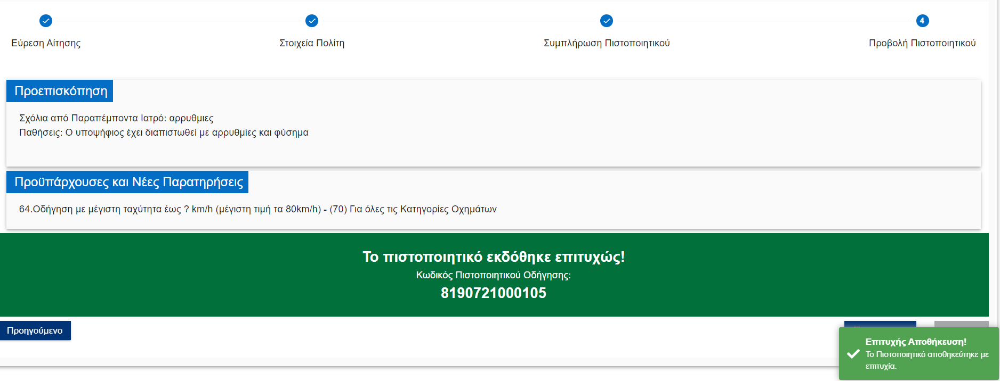 4
Εύρεση Αίτησης
Στοιχεία Πολίτη
Συμπλήρωση Πιστοποιητικού
Προβολή Πιστοποιητικού
Προεπισκόπηση
Σχόλια από Παραπέμποντα Ιατρό: αρρυθμιες
Παθήσεις: Ο υποψήφιος έχει διαπιστωθεί με αρρυθμίες και φύσημα
Προϋπάρχουσες και Νέες Παρατηρήσεις
64.Οδήγηση με μέγιστη ταχύτητα έως ? km/h (μέγιστη τιμή τα 80km/h) - (70) Για όλες τις Κατηγορίες Οχημάτων
Το πιστοποιητικό εκδόθηκε επιτυχώς!
Κωδικός Πιστοποιητικού Οδήγησης:
8190721000105
Προηγούμενο
Επιτυχής Αποθήκευση!
Το Πιστοποιητικό αποθηκεύτηκε με
επιτυχία.